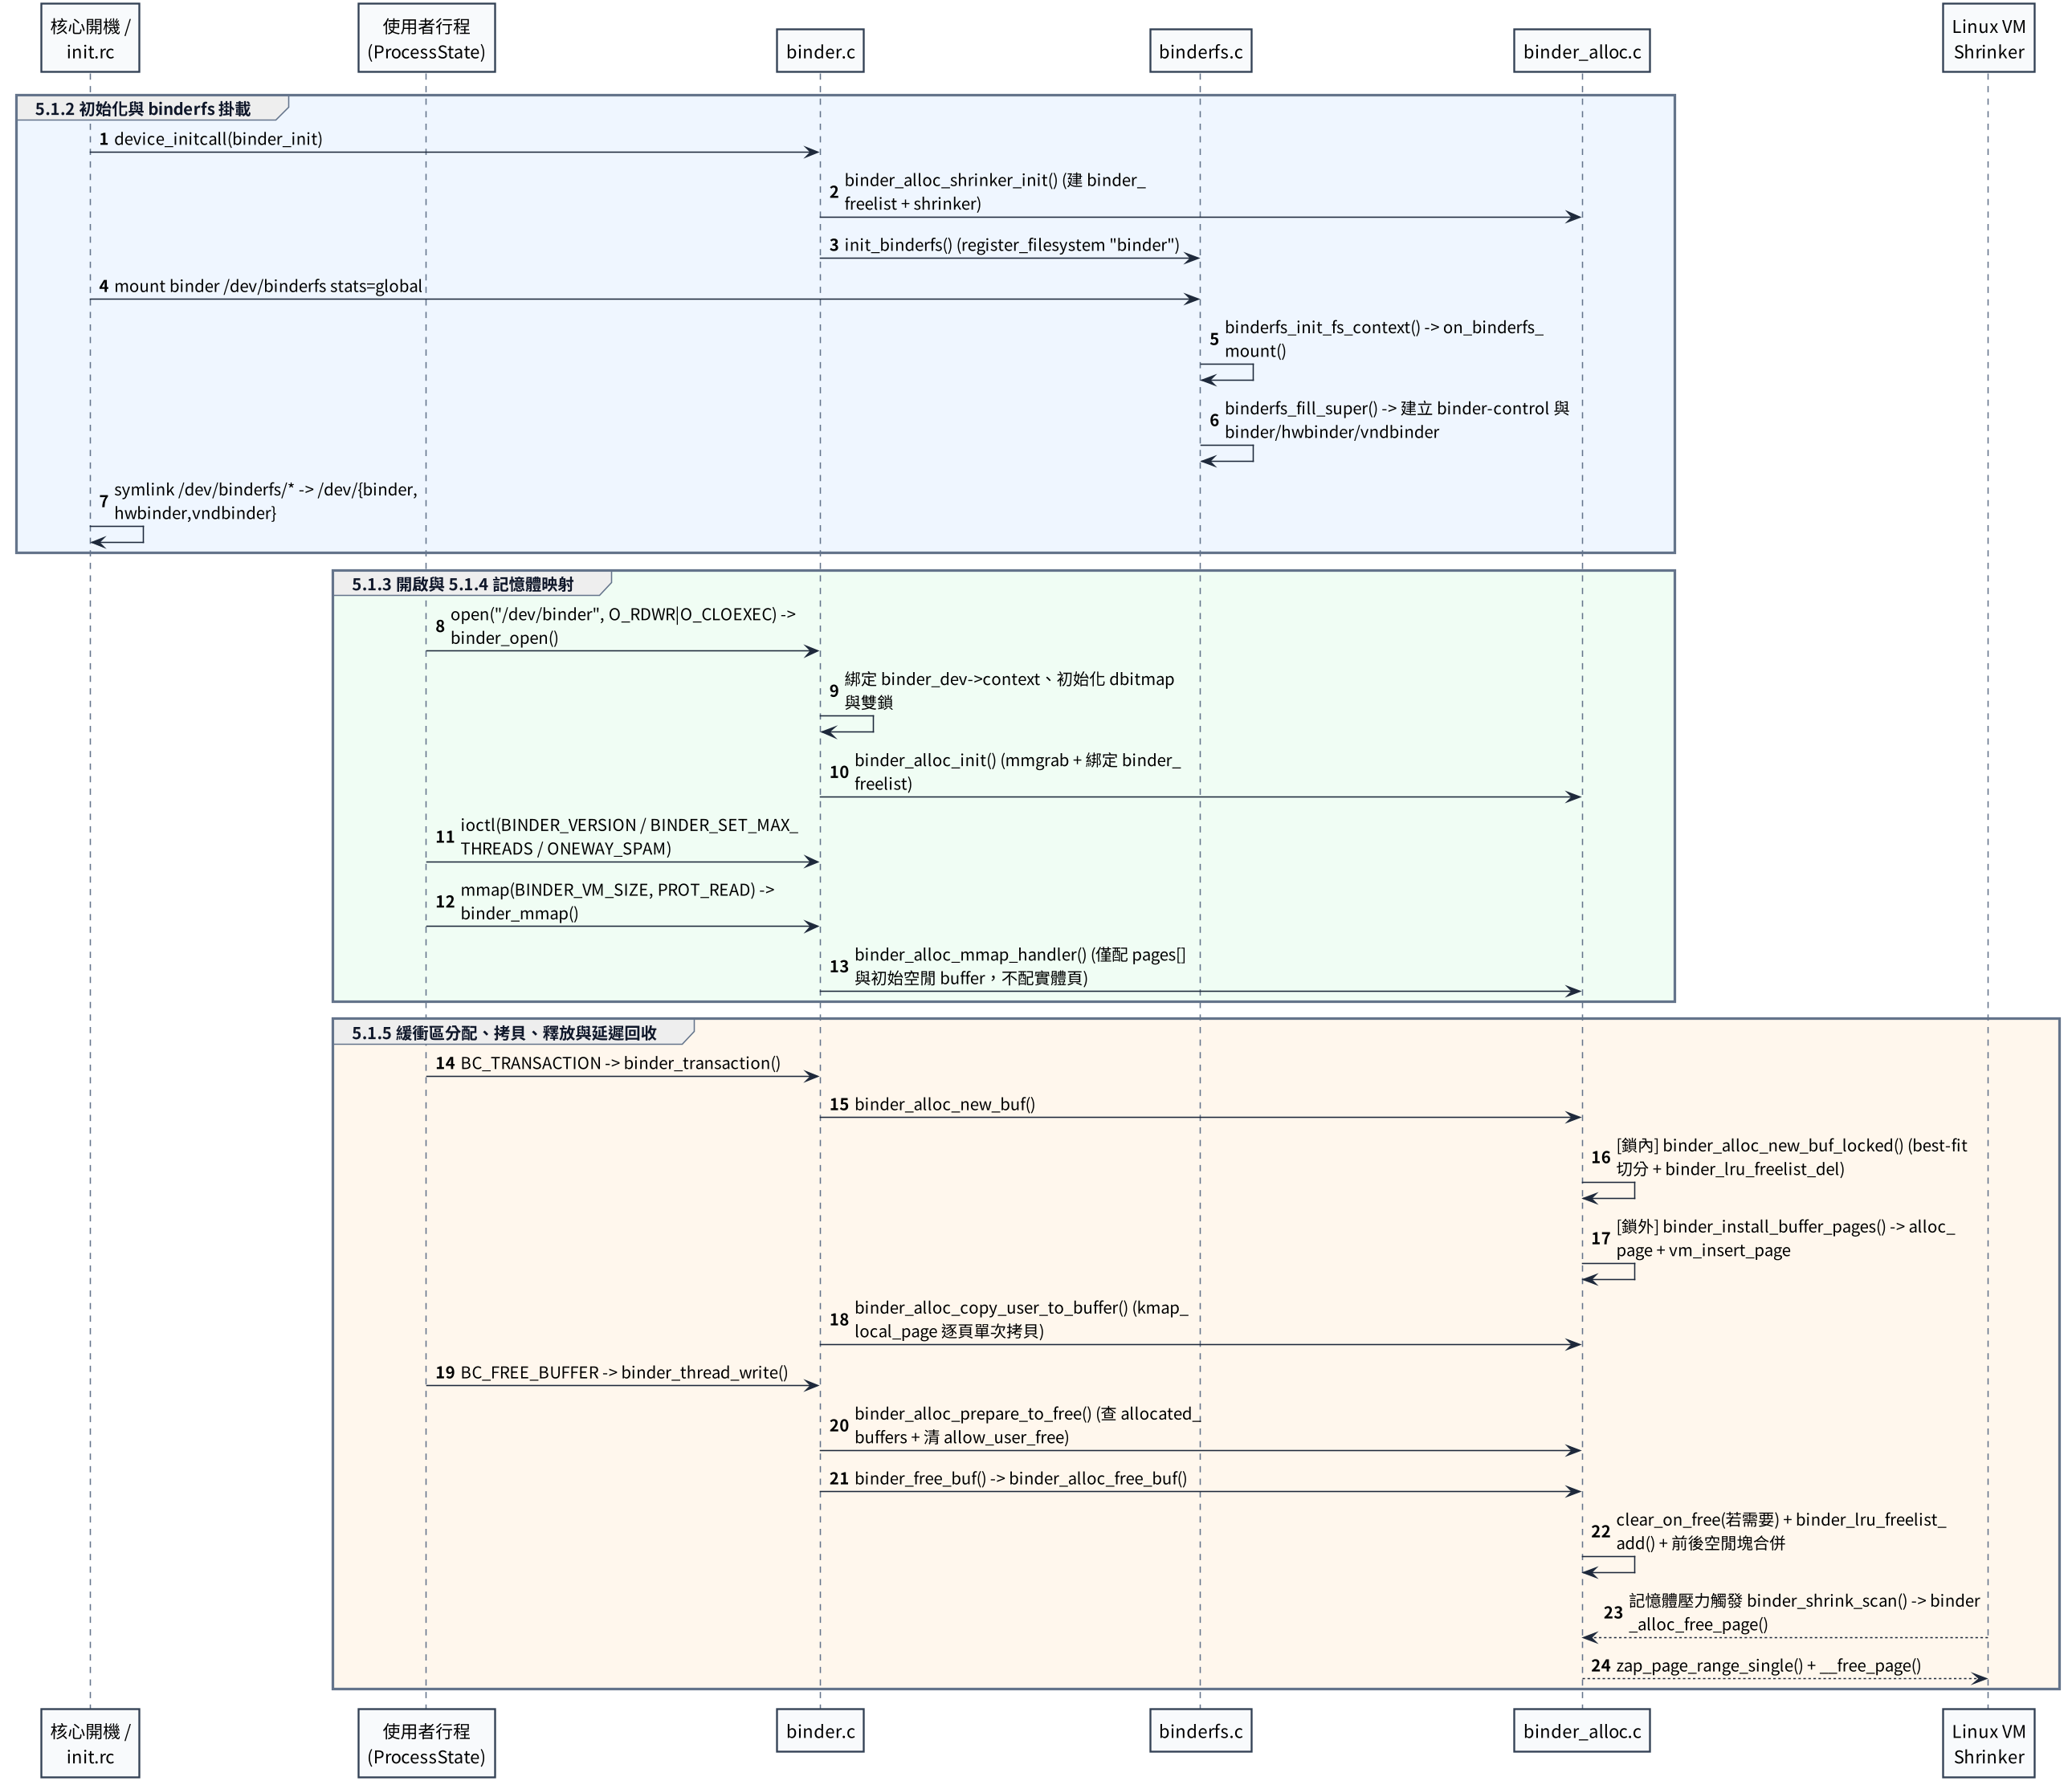 核心開機 /
init.rc
使用者行程
(ProcessState)
binder.c
binderfs.c
binder_alloc.c
Linux VM
Shrinker
5.1.2 初始化與 binderfs 掛載
1 device_initcall(binder_init)
2 binder_alloc_shrinker_init() (建 binder_
freelist + shrinker)
3 init_binderfs() (register_filesystem "binder")
4 mount binder /dev/binderfs stats=global
5 binderfs_init_fs_context() -> on_binderfs_
mount()
6 binderfs_fill_super() -> 建立 binder-control 與
binder/hwbinder/vndbinder
7 symlink /dev/binderfs/* -> /dev/{binder,
hwbinder,vndbinder}
5.1.3 開啟與 5.1.4 記憶體映射
8 open("/dev/binder", O_RDWR|O_CLOEXEC) ->
binder_open()
9 綁定 binder_dev->context、初始化 dbitmap
與雙鎖
10 binder_alloc_init() (mmgrab + 綁定 binder_
freelist)
11 ioctl(BINDER_VERSION / BINDER_SET_MAX_
THREADS / ONEWAY_SPAM)
12 mmap(BINDER_VM_SIZE, PROT_READ) ->
binder_mmap()
13 binder_alloc_mmap_handler() (僅配 pages[]
與初始空閒 buffer，不配實體頁)
5.1.5 緩衝區分配、拷貝、釋放與延遲回收
14 BC_TRANSACTION -> binder_transaction()
15 binder_alloc_new_buf()
16 [鎖內] binder_alloc_new_buf_locked() (best-fit
切分 + binder_lru_freelist_del)
17 [鎖外] binder_install_buffer_pages() -> alloc_
page + vm_insert_page
18 binder_alloc_copy_user_to_buffer() (kmap_
local_page 逐頁單次拷貝)
19 BC_FREE_BUFFER -> binder_thread_write()
20 binder_alloc_prepare_to_free() (查 allocated_
buffers + 清 allow_user_free)
21 binder_free_buf() -> binder_alloc_free_buf()
22 clear_on_free(若需要) + binder_lru_freelist_
add() + 前後空閒塊合併
23 記憶體壓力觸發 binder_shrink_scan() -> binder
_alloc_free_page()
24 zap_page_range_single() + __free_page()
核心開機 /
init.rc
使用者行程
(ProcessState)
binder.c
binderfs.c
binder_alloc.c
Linux VM
Shrinker